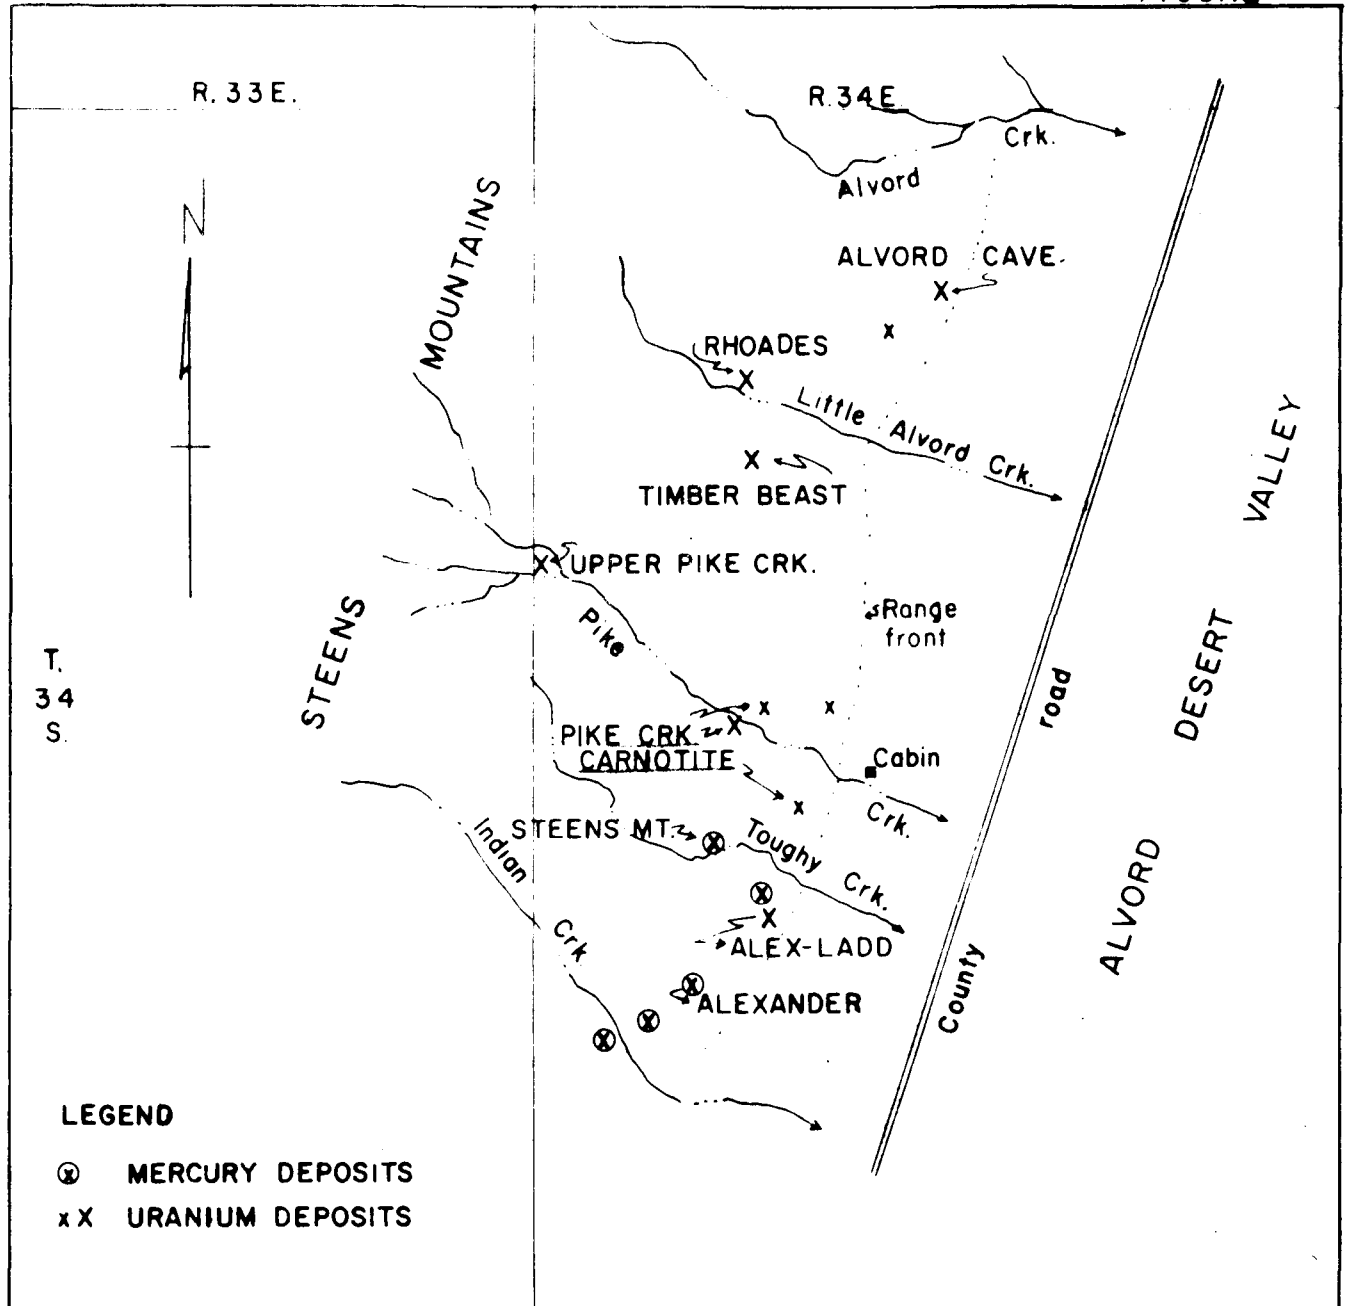 R. 33 E.
R. 34 E
Crk.
Alvord
N
MOUNTAINS
ALVORD CAVE
RHOADES
Little Alvord Crk.
VALLEY
TIMBER BEAST
UPPER PIKE CRK.
Pike
Range
front
STEENS
T.
34
S.
road
DESERT
PIKE CRK.
CARNOTITE
Cabin
Crk.
STEENS MT.
Toughy Crk.
Indian
Crk
ALEX-LADD
ALVORD
County
ALEXANDER
LEGEND
MERCURY DEPOSITS
x X URANIUM DEPOSITS